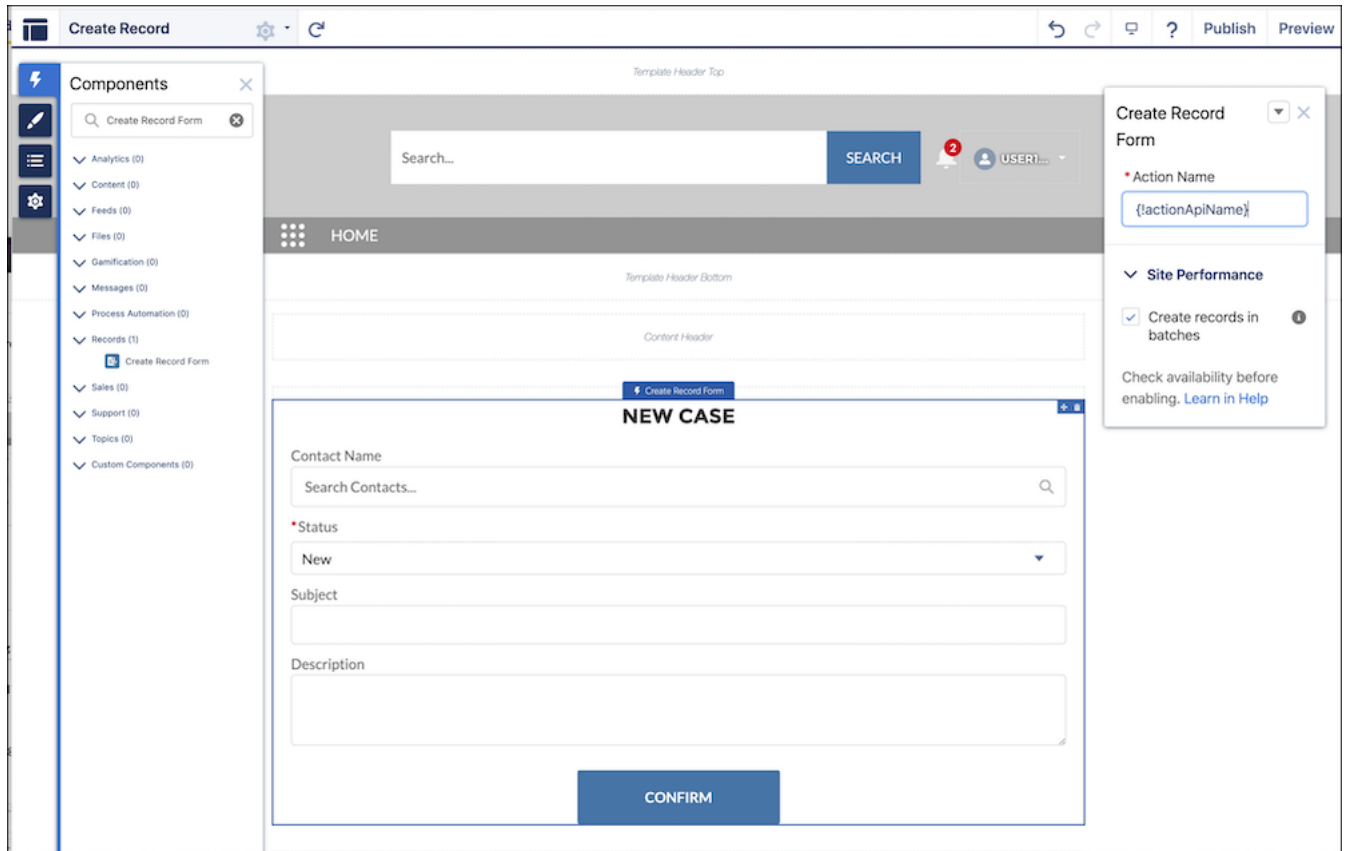 Create Record
? Publish Preview
Components
Create Record Form
Analytics (0)
Content (0)
Feeds (0)
Files (0)
Gamification (0)
Messages (0)
Process Automation (0)
Records (1)
Create Record Form
Sales (0)
Support (0)
Topics (0)
Custom Components (0)
Template Header Top
Search...
SEARCH
2
USER1...
HOME
Template Header Bottom
Content Header
Create Record Form
NEW CASE
Contact Name
Search Contacts...
*Status
New
Subject
Description
CONFIRM
Create Record
Form
*Action Name
{!actionApiName}
Site Performance
Create records in
batches
Check availability before
enabling. Learn in Help